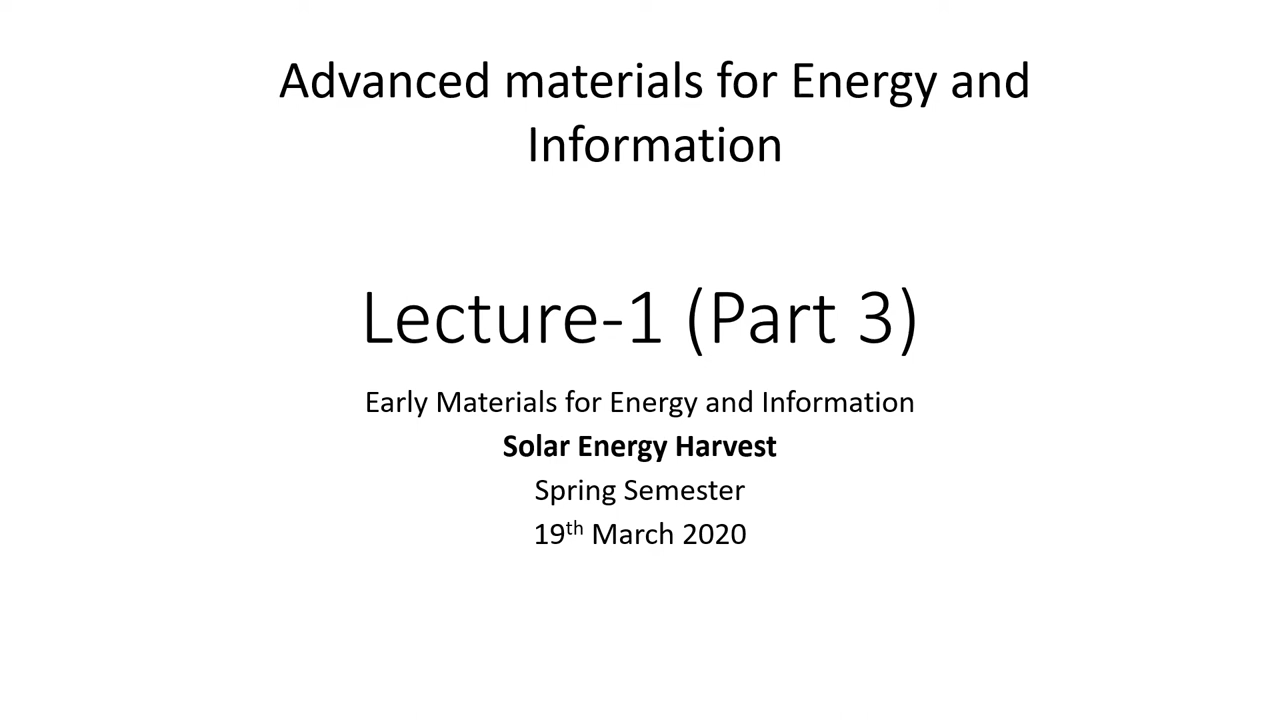 Advanced materials for Energy and
Information
Lecture-1 (Part 3)
Early Materials for Energy and Information
Solar Energy Harvest
Spring Semester
19th March 2020